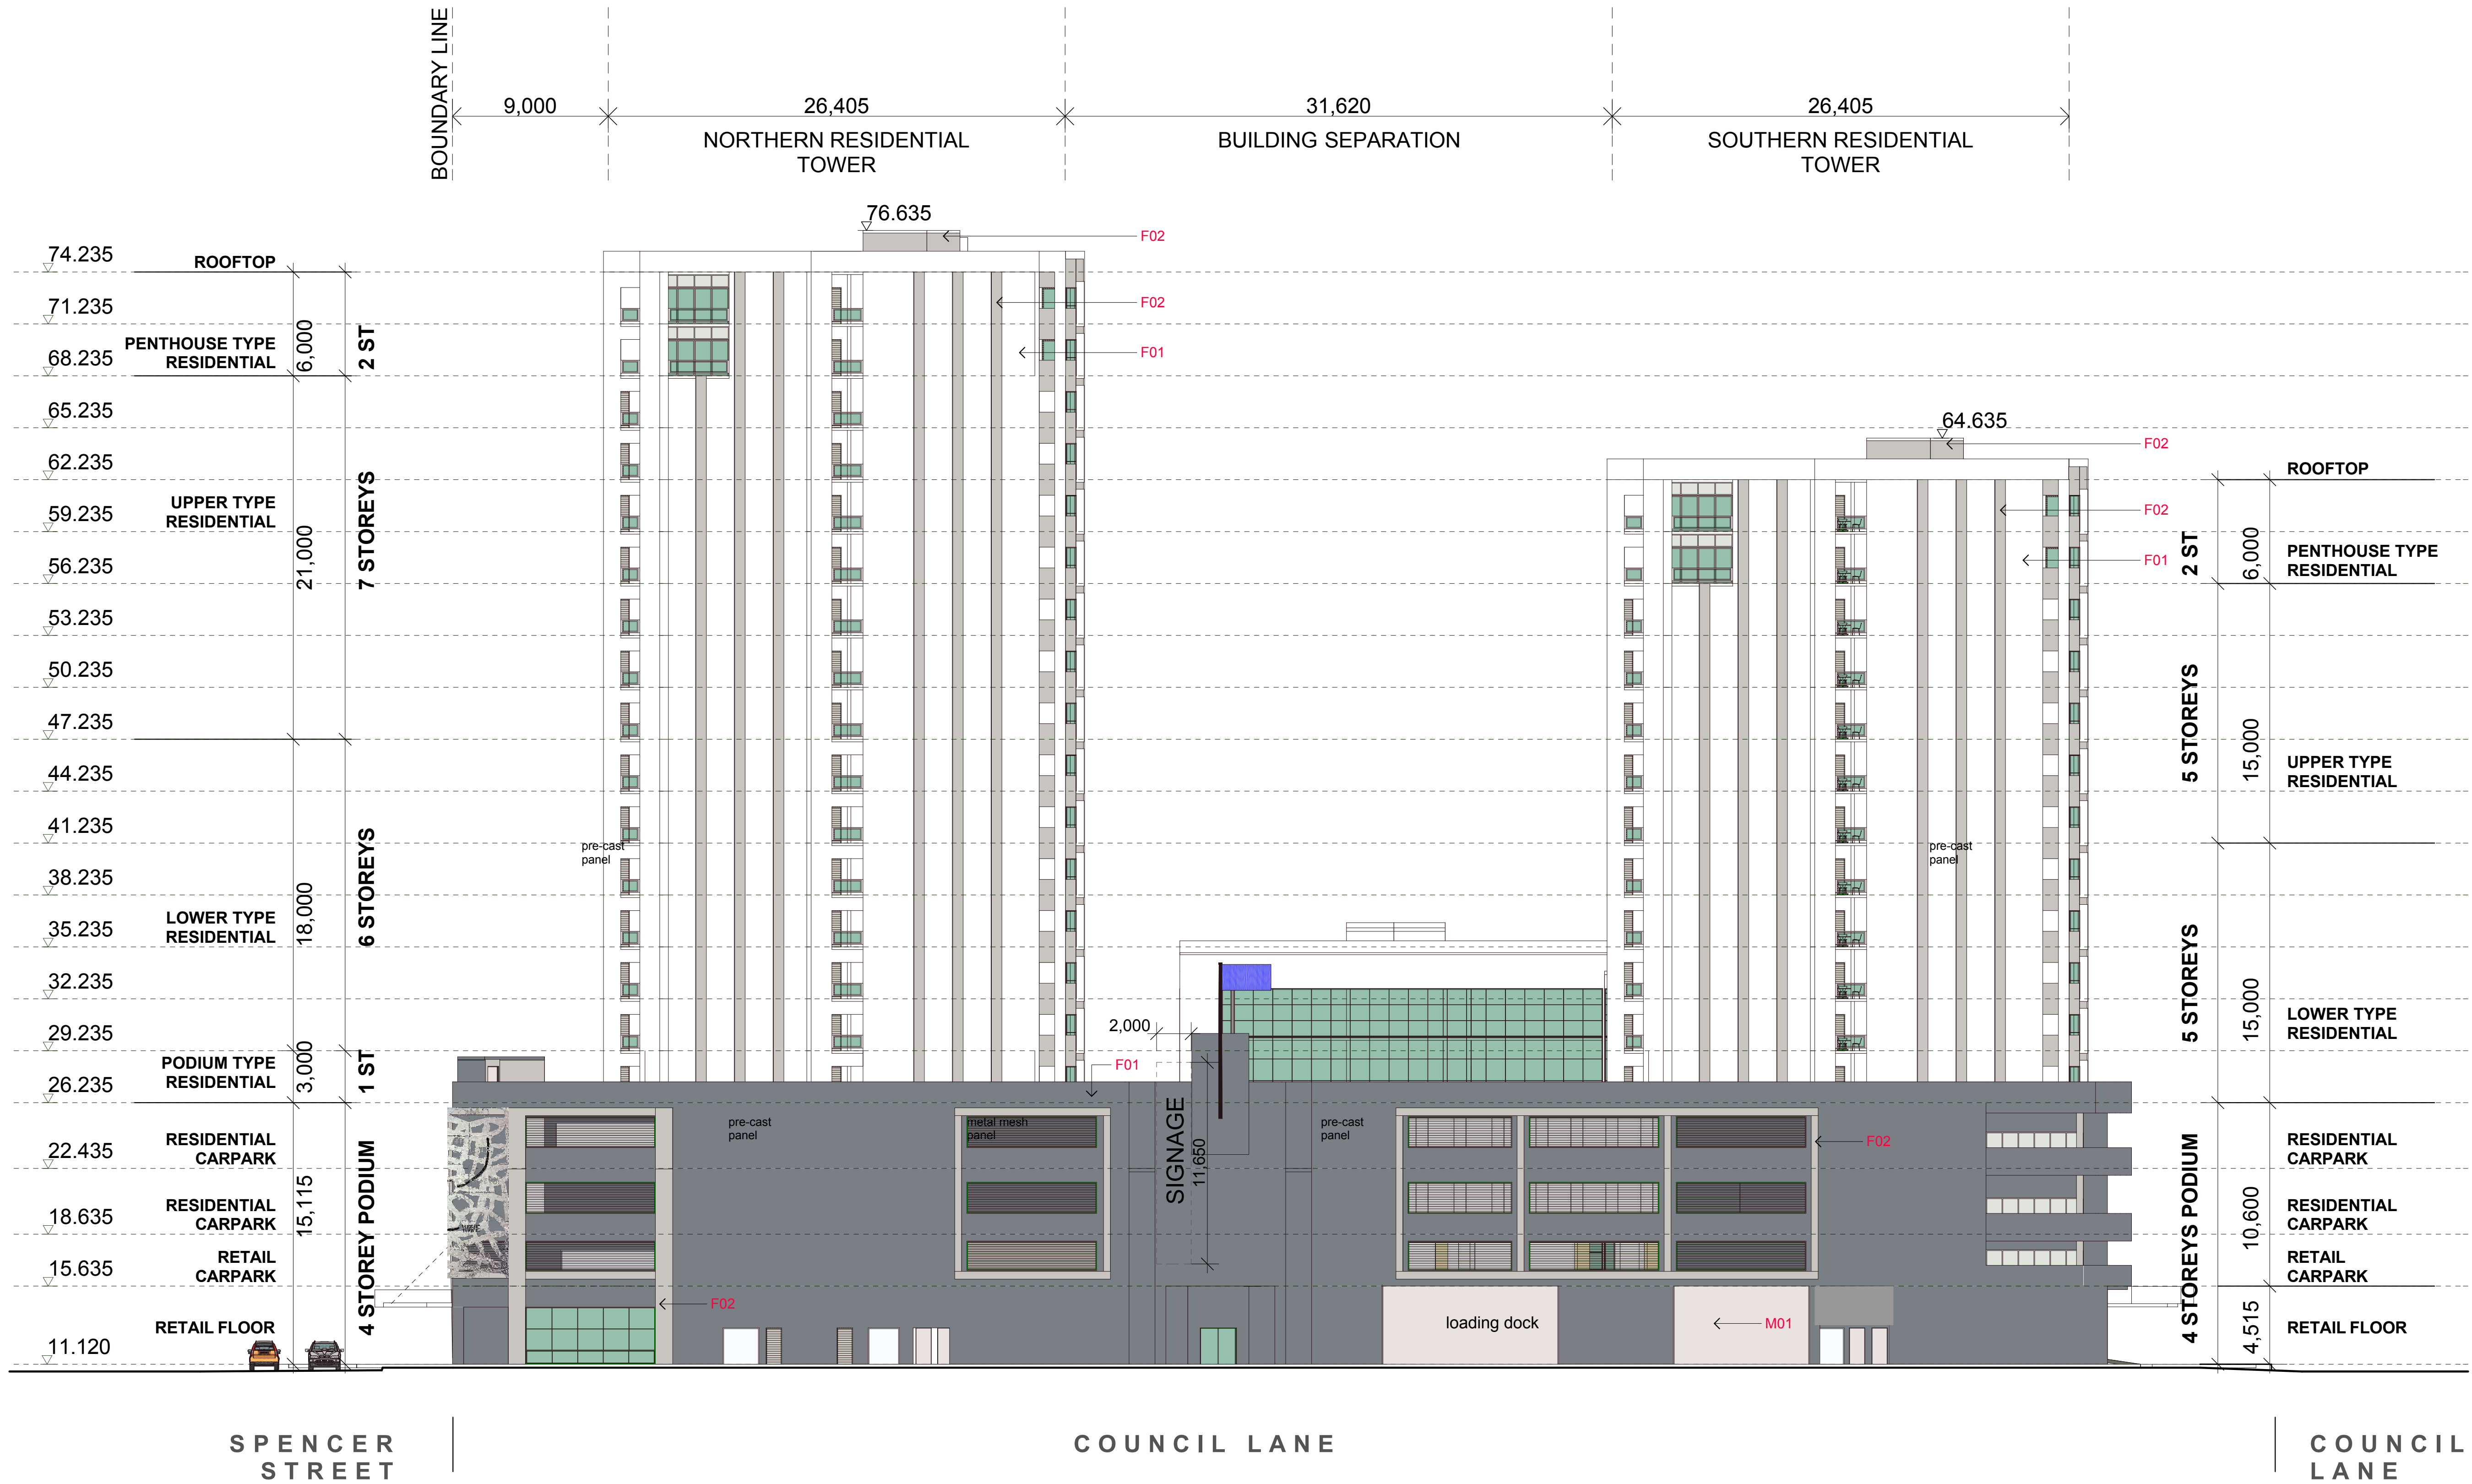 BOUNDARY LINE
9,000
26,405
31,620
26,405
NORTHERN RESIDENTIAL
TOWER
BUILDING SEPARATION
SOUTHERN RESIDENTIAL
TOWER
76.635
F02
74.235
ROOFTOP
71.235
F02
6,000
2 ST
PENTHOUSE TYPE
RESIDENTIAL
F01
68.235
65.235
64.635
F02
62.235
ROOFTOP
UPPER TYPE
RESIDENTIAL
59.235
F02
21,000
7 STOREYS
56.235
F01
2 ST
6,000
PENTHOUSE TYPE
RESIDENTIAL
53.235
50.235
47.235
5 STOREYS
15,000
UPPER TYPE
RESIDENTIAL
44.235
41.235
pre-cast
panel
pre-cast
panel
38.235
18,000
6 STOREYS
LOWER TYPE
RESIDENTIAL
35.235
32.235
5 STOREYS
15,000
LOWER TYPE
RESIDENTIAL
29.235
2,000
PODIUM TYPE
RESIDENTIAL
3,000
1 ST
F01
26.235
SIGNAGE
11,650
pre-cast
panel
metal mesh
panel
pre-cast
panel
F02
RESIDENTIAL
CARPARK
22.435
RESIDENTIAL
CARPARK
RESIDENTIAL
CARPARK
18.635
15,115
4 STOREY PODIUM
RESIDENTIAL
CARPARK
4 STOREYS PODIUM
10,600
RETAIL
CARPARK
15.635
RETAIL
CARPARK
F02
RETAIL FLOOR
loading dock
M01
4,515
RETAIL FLOOR
11.120
SPENCER
STREET
COUNCIL LANE
COUNCIL
LANE